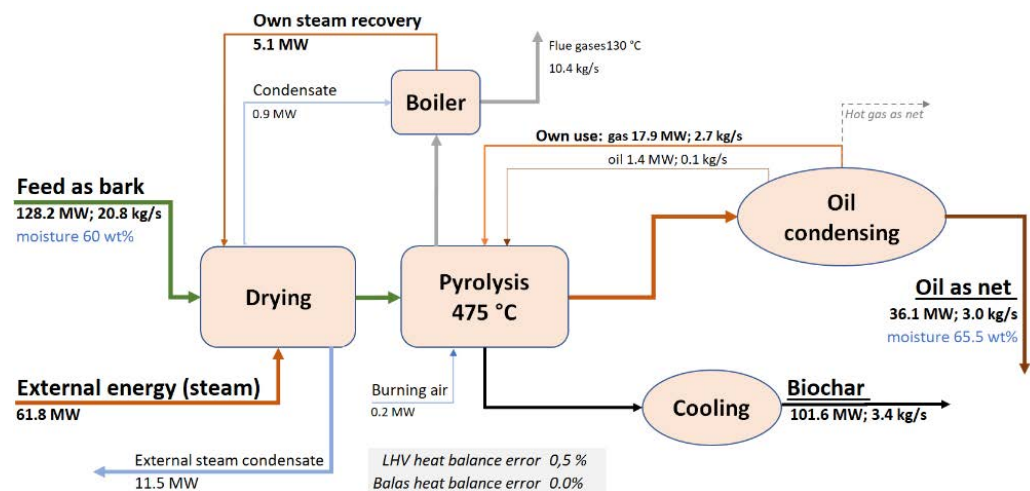 Own steam recovery
5.1 MW
Flue gases130 °C
10.4 kg/s
Boiler
Condensate
0.9 MW
Hot gas as net
Own use: gas 17.9 MW; 2.7 kg/s
oil 1.4 MW; 0.1 kg/s
Feed as bark
128.2 MW; 20.8 kg/s
moisture 60 wt%
Oil
condensing
Drying
Pyrolysis
475 °C
Oil as net
36.1 MW; 3.0 kg/s
moisture 65.5 wt%
External energy (steam)
61.8 MW
Burning air
0.2 MW
Cooling
Biochar
101.6 MW; 3.4 kg/s
External steam condensate
11.5 MW
LHV heat balance error 0,5 %
Balas heat balance error 0.0%